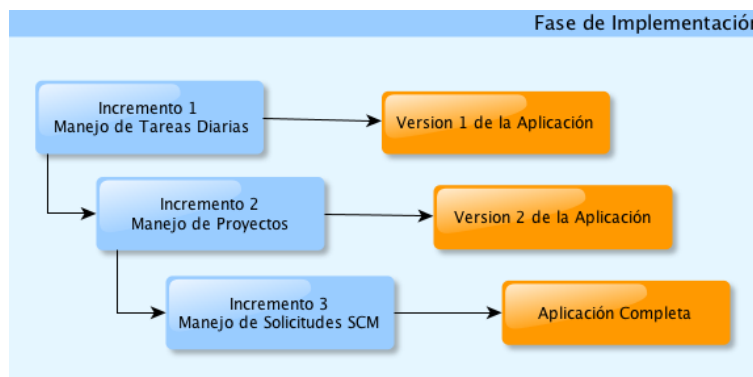 Fase de Implementación
Incremento 1
Manejo de Tareas Diarias
Version 1 de la Aplicación
Incremento 2
Manejo de Proyectos
Version 2 de la Aplicación
Incremento 3
Manejo de Solicitudes SCM
Aplicación Completa